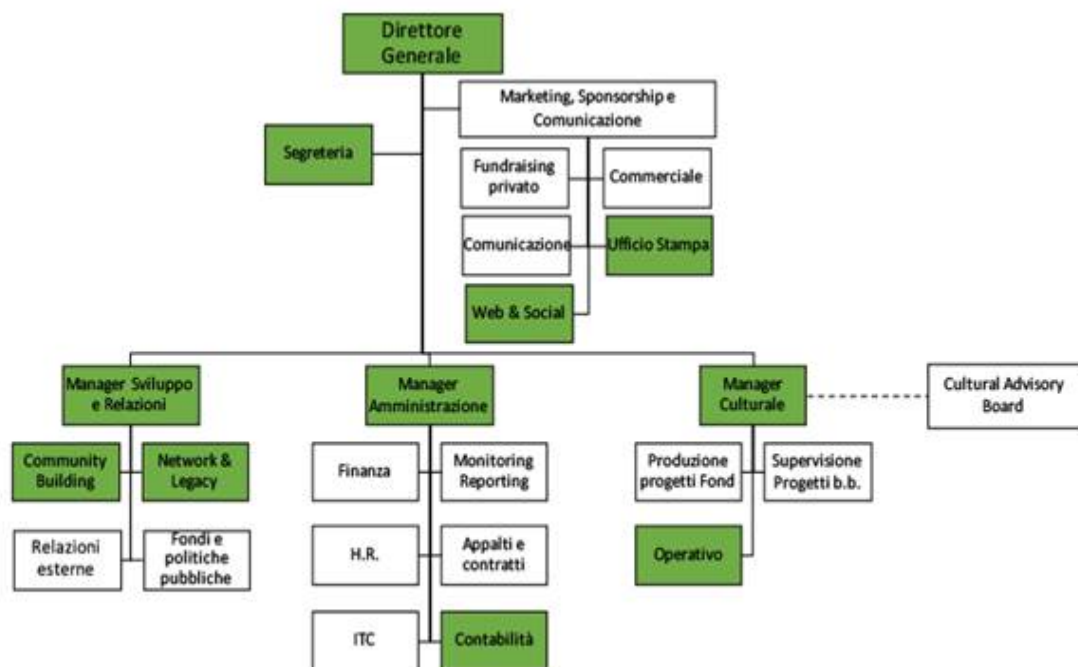 Direttore
Generale
Marketing, Sponsorship e
Comunicazione
Segreteria
Fundraising
privato
Commerciale
Comunicazione
Ufficio Stampa
Web & Social
Manager Sviluppo
e Relazioni
Manager
Amministrazione
Manager
Culturale
Cultural Advisory
Board
Community
Building
Network &
Legacy
Finanza
Monitoring
Reporting
Produzione
progetti Fond
Supervisione
Progetti b.b.
Relazioni
esterne
Fondi e
politiche
pubbliche
H.R.
Appalti e
contratti
Operativo
ITC
Contabilità